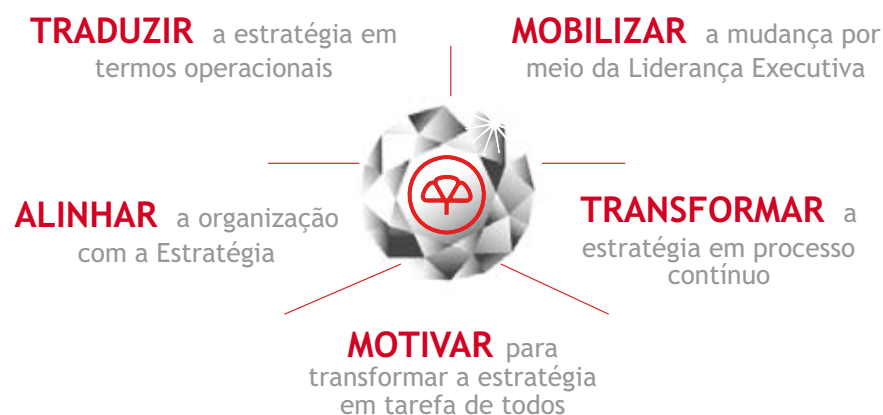 TRADUZIR a estratégia em
termos operacionais
MOBILIZAR a mudança por
meio da Liderança Executiva
ALINHAR a organização
com a Estratégia
TRANSFORMAR a
estratégia em processo
contínuo
MOTIVAR para
transformar a estratégia
em tarefa de todos